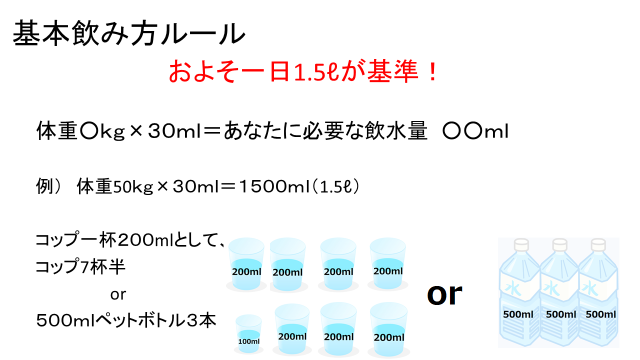 基本飲み方ルール
およそ一日1.5ℓが基準！
体重〇kg×30ml＝あなたに必要な飲水量　〇〇ml
例）　体重50kg×30ml＝1500ml（1.5ℓ）
コップ一杯200mlとして、
コップ7杯半
or
500mlペットボトル3本
200ml 200ml 200ml 200ml
100ml 200ml 200ml 200ml
or
水 水 水
500ml 500ml 500ml